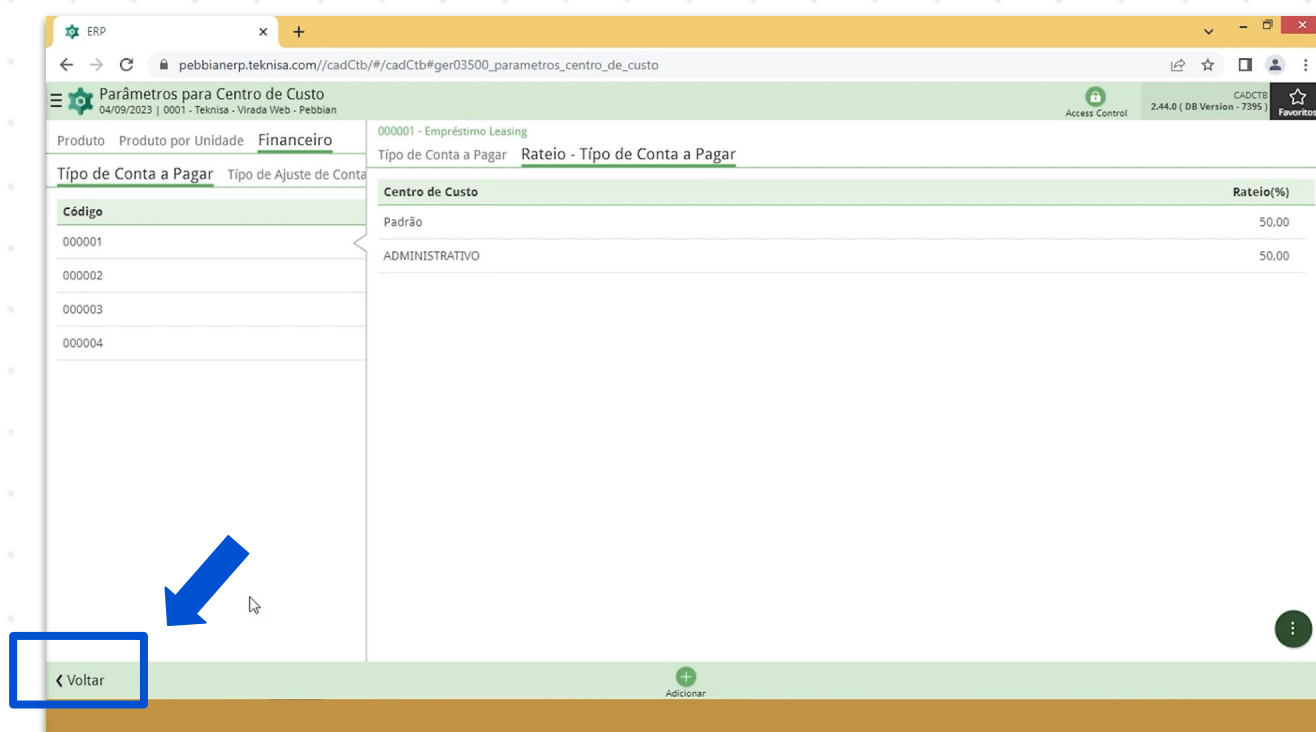 ERP
pebbianerp.teknisa.com//cadCtb/#/cadCtb#ger03500_parametros_centro_de_custo
Parâmetros para Centro de Custo
04/09/2023 | 0001 - Teknisa - Virada Web - Pebbian
Access Control
CADCTB
2.44.0 ( DB Version - 7395 )
Favoritos
Produto Produto por Unidade Financeiro
Típo de Conta a Pagar Típo de Ajuste de Conta
Código
000001
000002
000003
000004
000001 - Empréstimo Leasing
Típo de Conta a Pagar Rateio - Típo de Conta a Pagar
Centro de Custo Rateio(%)
Padrão 50,00
ADMINISTRATIVO 50,00
Voltar
Adicionar